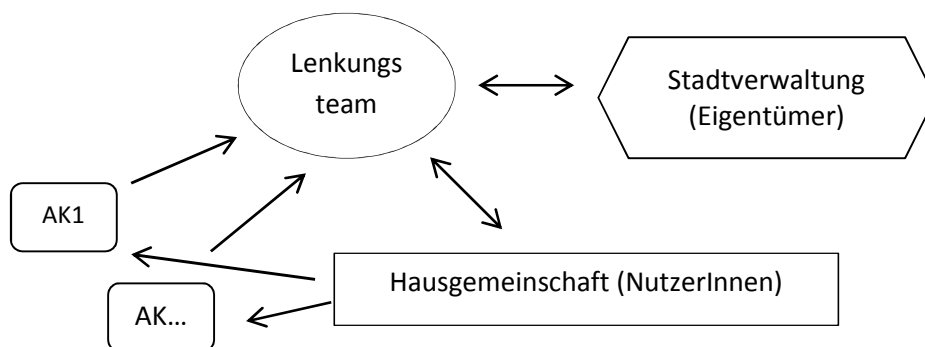 Lenkungs
team
Stadtverwaltung
(Eigentümer)
AK1
Hausgemeinschaft (NutzerInnen)
AK...